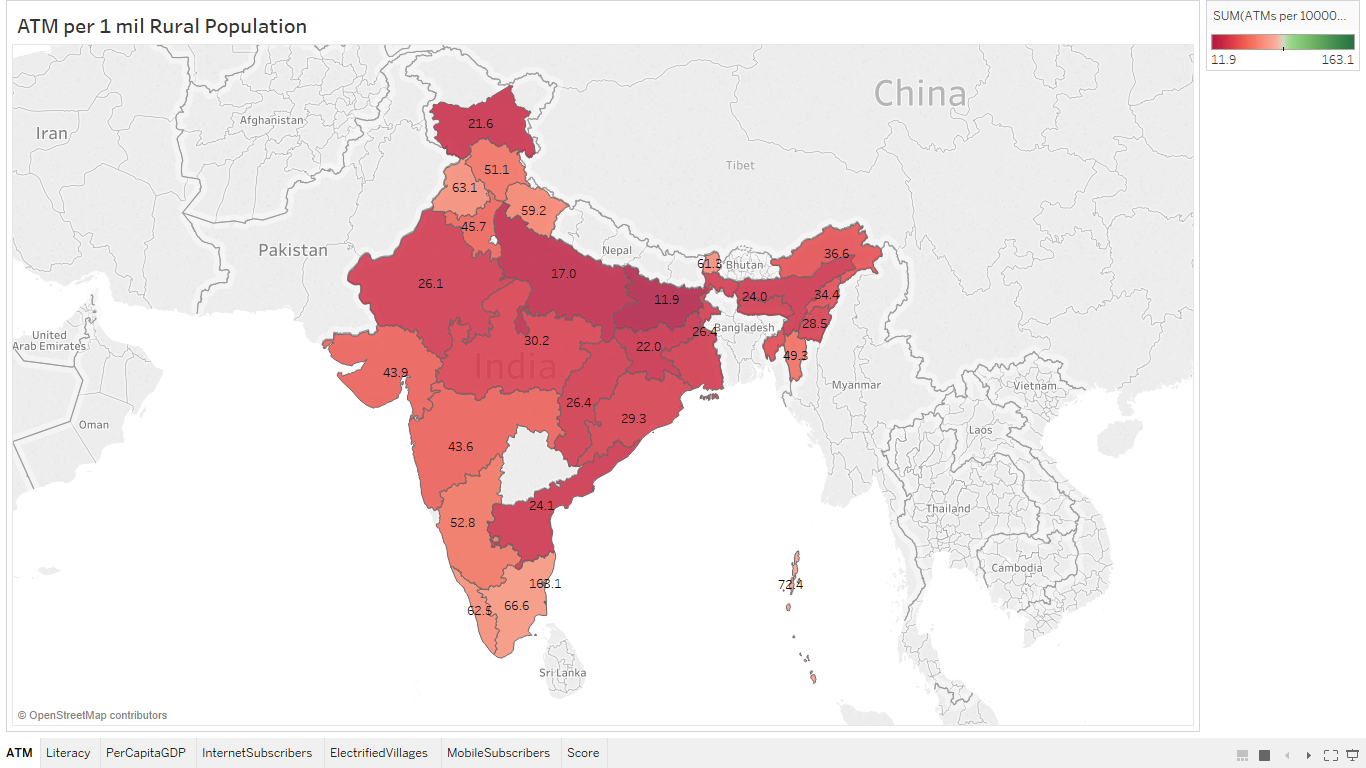 ATM per 1 mil Rural Population
SUM(ATMs per 10000...
11.9 163.1
China
Iran
Afghanistan
21.6
Tibet
51.1
63.1
59.2
45.7
Pakistan
Nepal
61.3
Bhutan
36.6
26.1
17.0
11.9
24.0
34.4
28.5
Bangladesh
26.4
United
Arab Emirates
30.2
22.0
49.3
India
43.9
Myanmar
Vietnam
26.4
29.3
Oman
Laos
43.6
24.1
Thailand
52.8
Cambodia
163.1
72.4
62.5
66.6
Sri Lanka
© OpenStreetMap contributors
ATM Literacy PerCapitaGDP InternetSubscribers ElectrifiedVillages MobileSubscribers Score